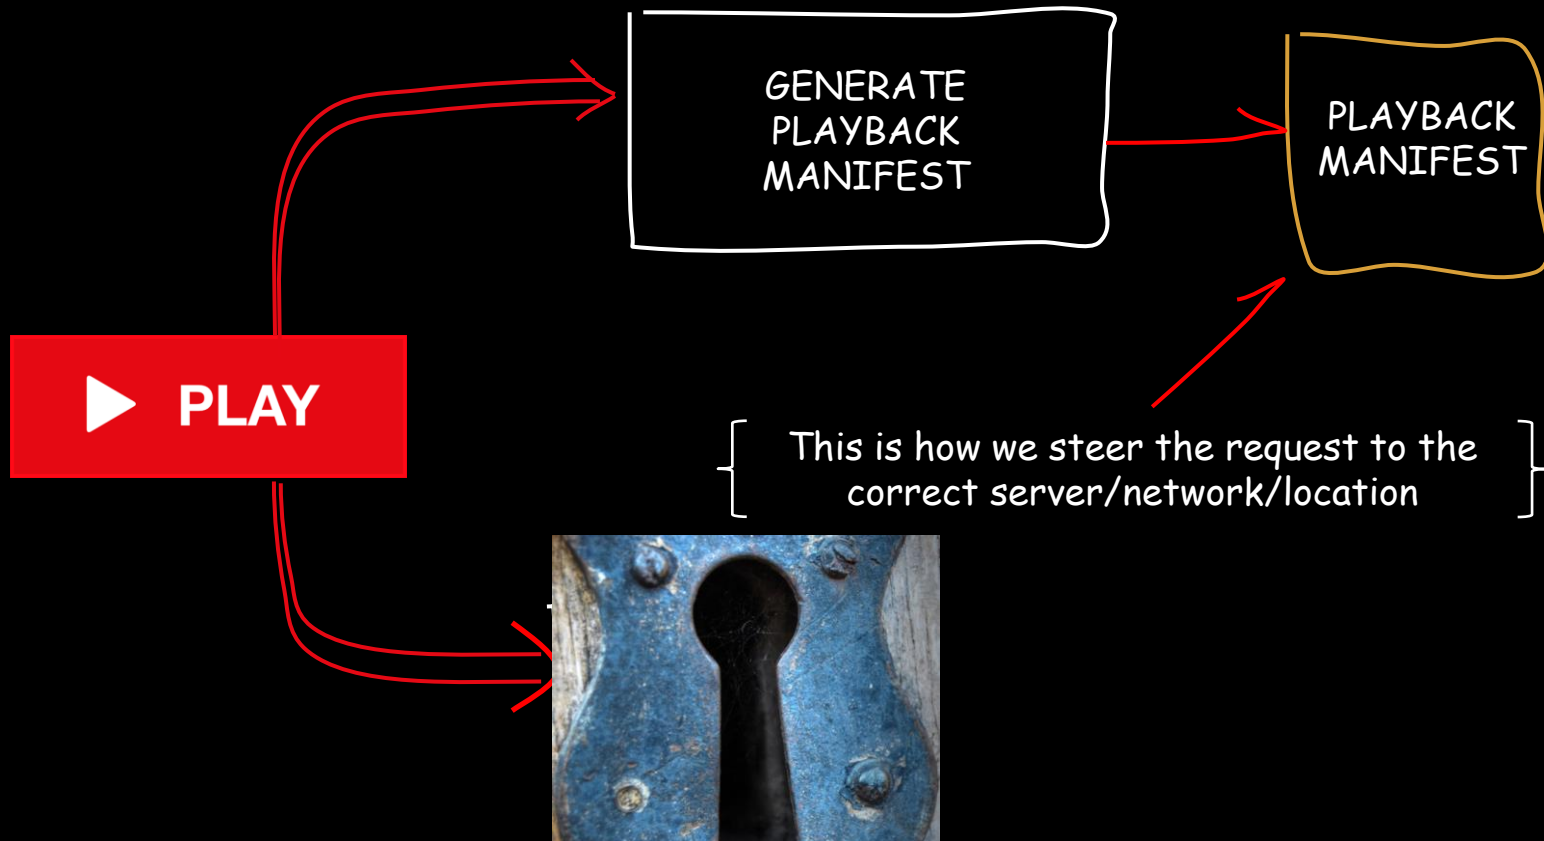 GENERATE
PLAYBACK
MANIFEST
PLAYBACK
MANIFEST
PLAY
This is how we steer the request to the
correct server/network/location